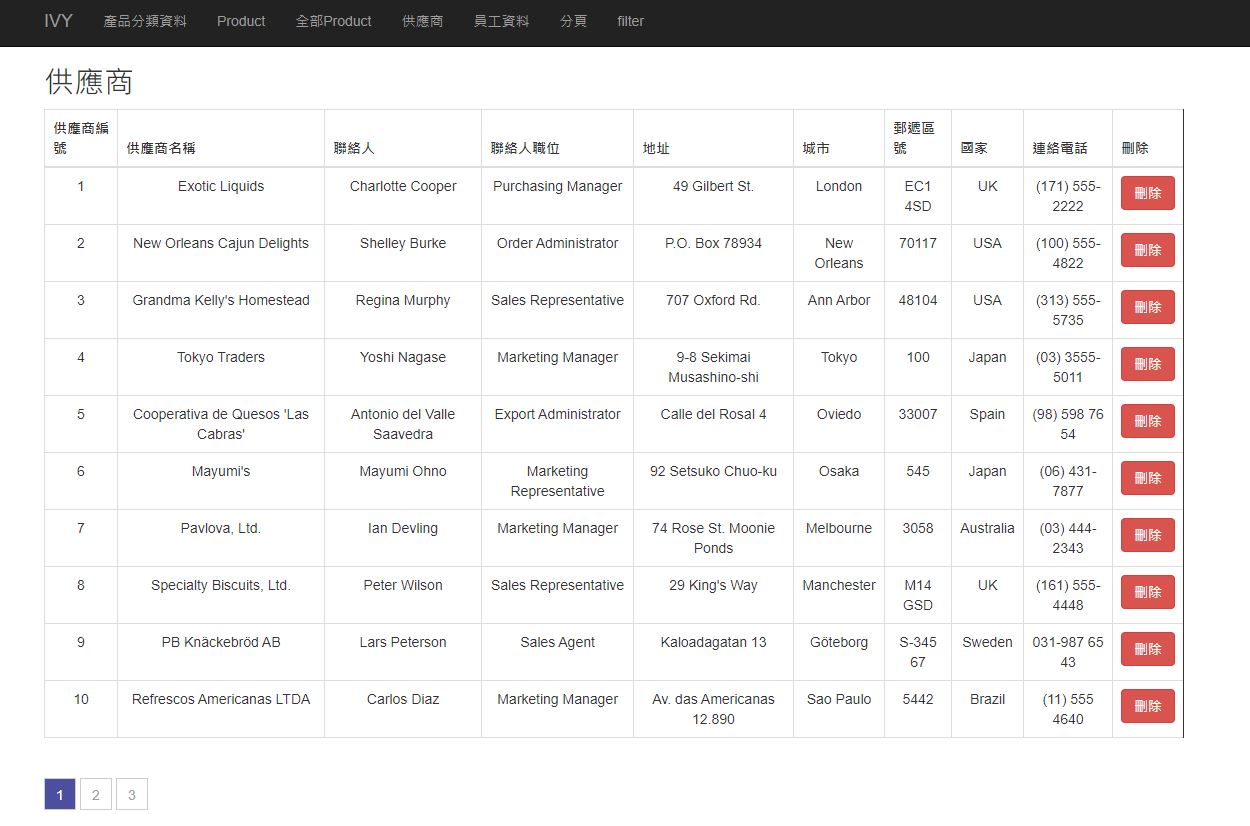 IVY 產品分類資料 Product 全部Product 供應商 員工資料 分頁 filter
供應商
供應商編號 供應商名稱 聯絡人 聯絡人職位 地址 城市 郵遞區號 國家 連絡電話 刪除
1 Exotic Liquids Charlotte Cooper Purchasing Manager 49 Gilbert St. London EC1 4SD UK (171) 555-2222 刪除
2 New Orleans Cajun Delights Shelley Burke Order Administrator P.O. Box 78934 New Orleans 70117 USA (100) 555-4822 刪除
3 Grandma Kelly's Homestead Regina Murphy Sales Representative 707 Oxford Rd. Ann Arbor 48104 USA (313) 555-5735 刪除
4 Tokyo Traders Yoshi Nagase Marketing Manager 9-8 Sekimai Musashino-shi Tokyo 100 Japan (03) 3555-5011 刪除
5 Cooperativa de Quesos 'Las Cabras' Antonio del Valle Saavedra Export Administrator Calle del Rosal 4 Oviedo 33007 Spain (98) 598 76 54 刪除
6 Mayumi's Mayumi Ohno Marketing Representative 92 Setsuko Chuo-ku Osaka 545 Japan (06) 431-7877 刪除
7 Pavlova, Ltd. Ian Devling Marketing Manager 74 Rose St. Moonie Ponds Melbourne 3058 Australia (03) 444-2343 刪除
8 Specialty Biscuits, Ltd. Peter Wilson Sales Representative 29 King's Way Manchester M14 GSD UK (161) 555-4448 刪除
9 PB Knäckebröd AB Lars Peterson Sales Agent Kaloadagatan 13 Göteborg S-345 67 Sweden 031-987 65 43 刪除
10 Refrescos Americanas LTDA Carlos Diaz Marketing Manager Av. das Americanas 12.890 Sao Paulo 5442 Brazil (11) 555 4640 刪除
1 2 3